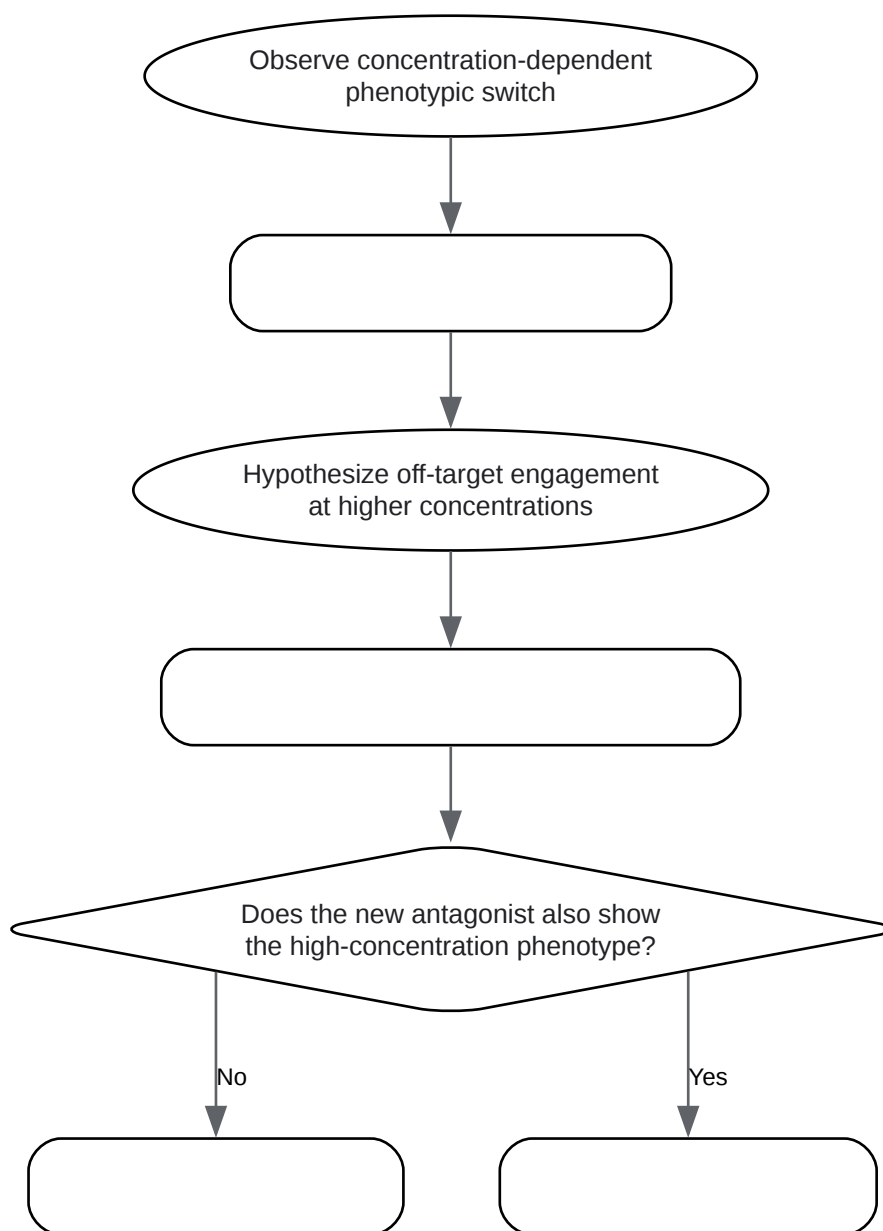 Observe concentration-dependent
phenotypic switch
Hypothesize off-target engagement
at higher concentrations
Does the new antagonist also show
the high-concentration phenotype?
No
Yes